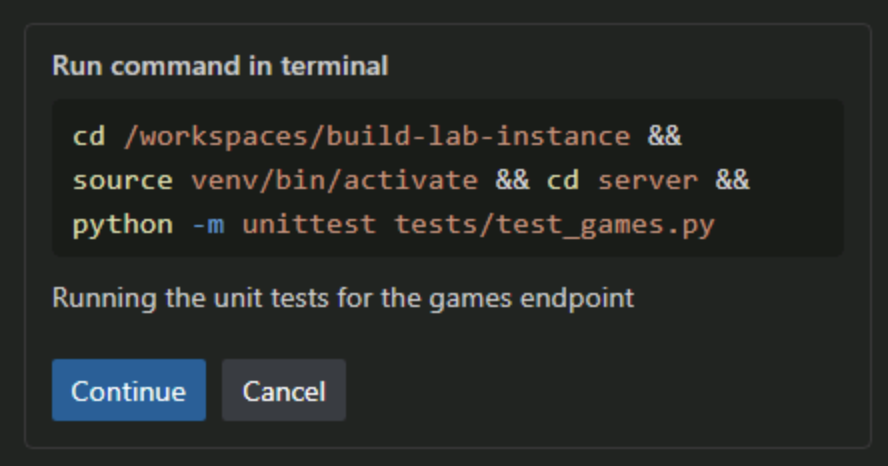 Run command in terminal
cd /workspaces/build-lab-instance &&
source venv/bin/activate && cd server &&
python -m unittest tests/test_games.py
Running the unit tests for the games endpoint
Continue Cancel